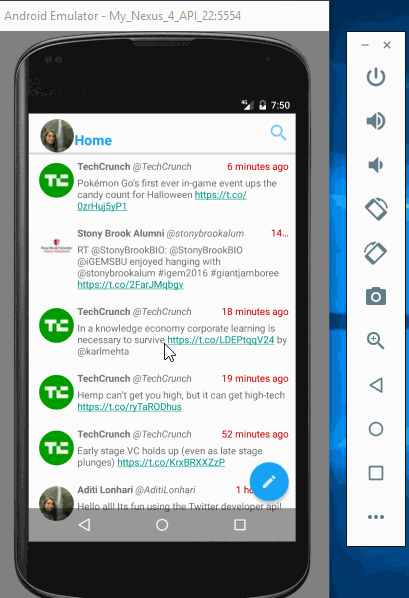 Android Emulator - My_Nexus_4_API_22:5554
4G 7:50
Home
TC TechCrunch @TechCrunch 6 minutes ago
Pokémon Go's first ever in-game event ups the
candy count for Halloween https://t.co/
0zrHuj5yP1
Stony Brook Alumni @stonybrookalum 14...
RT @StonyBrookBIO: @StonyBrookBIO
@iGEMSBU enjoyed hanging with
@stonybrookalum #igem2016 #giantjamboree
https://t.co/2FarJMqbgv
TC TechCrunch @TechCrunch 18 minutes ago
In a knowledge economy corporate learning is
necessary to survive https://t.co/LDEPtqqV24 by
@karlmehta
TC TechCrunch @TechCrunch 19 minutes ago
Hemp can't get you high, but it can get high-tech
https://t.co/ryTaRODhus
TC TechCrunch @TechCrunch 52 minutes ago
Early stage VC holds up (even as late stage
plunges) https://t.co/KrxBRXXZzP
Aditi Lonhari @AditiLonhari 1 h
Hello all! Its fun using the Twitter developer api!